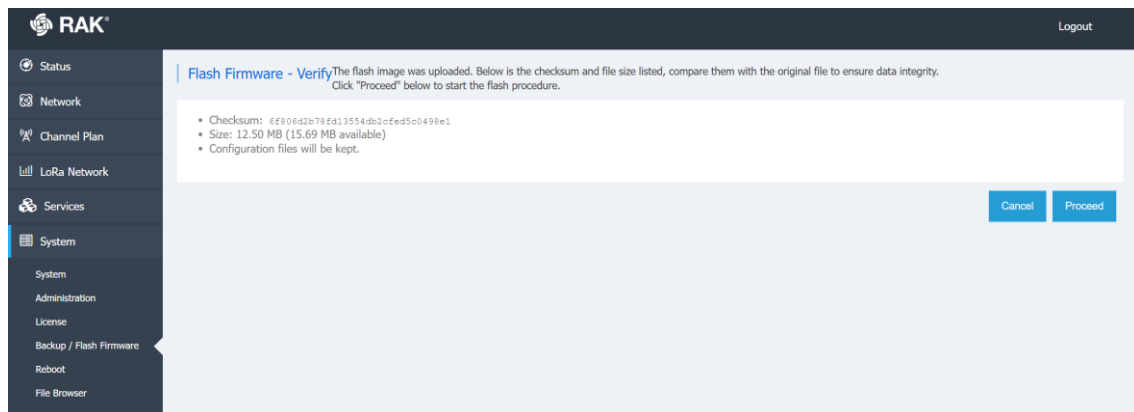 RAK®
Logout
Status
Network
Channel Plan
LoRa Network
Services
System
System
Administration
License
Backup / Flash Firmware
Reboot
File Browser
Flash Firmware - Verify The flash image was uploaded. Below is the checksum and file size listed, compare them with the original file to ensure data integrity.
Click "Proceed" below to start the flash procedure.
Checksum: 6f806d2b78fd13554db2cfed5c0498e1
Size: 12.50 MB (15.69 MB available)
Configuration files will be kept.
Cancel Proceed